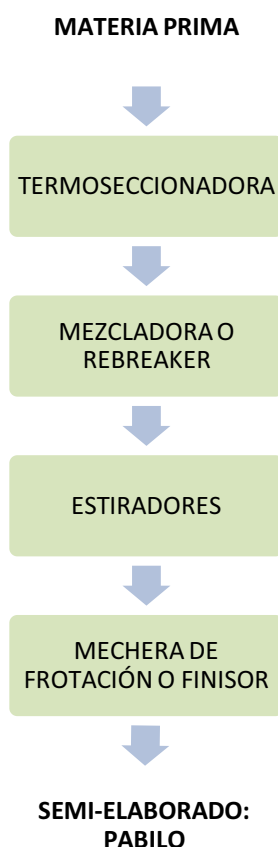 MATERIA PRIMA
TERMOSECCIONADORA
MEZCLADORA O
REBREAKER
ESTIRADORES
MECHERA DE
FROTACIÓN O FINISOR
SEMI-ELABORADO:
PABILO